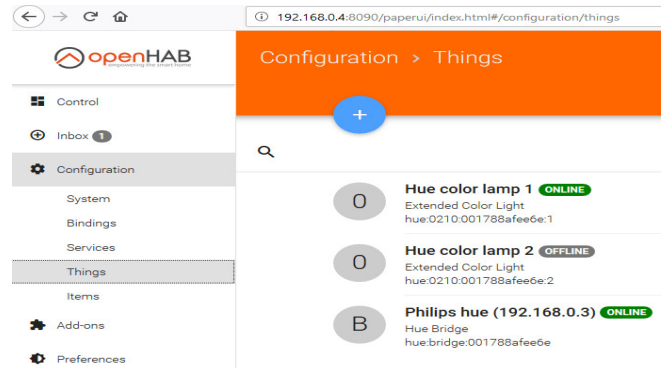 192.168.0.4:8090/paperui/index.html#/configuration/things
openHAB
empowering the smart home
Configuration > Things
Control
+
Inbox 1
Configuration
System
Bindings
Services
Things
Items
Add-ons
Preferences
O Hue color lamp 1 ONLINE
Extended Color Light
hue:0210:001788afee6e:1
O Hue color lamp 2 OFFLINE
Extended Color Light
hue:0210:001788afee6e:2
B Philips hue (192.168.0.3) ONLINE
Hue Bridge
hue:bridge:001788afee6e